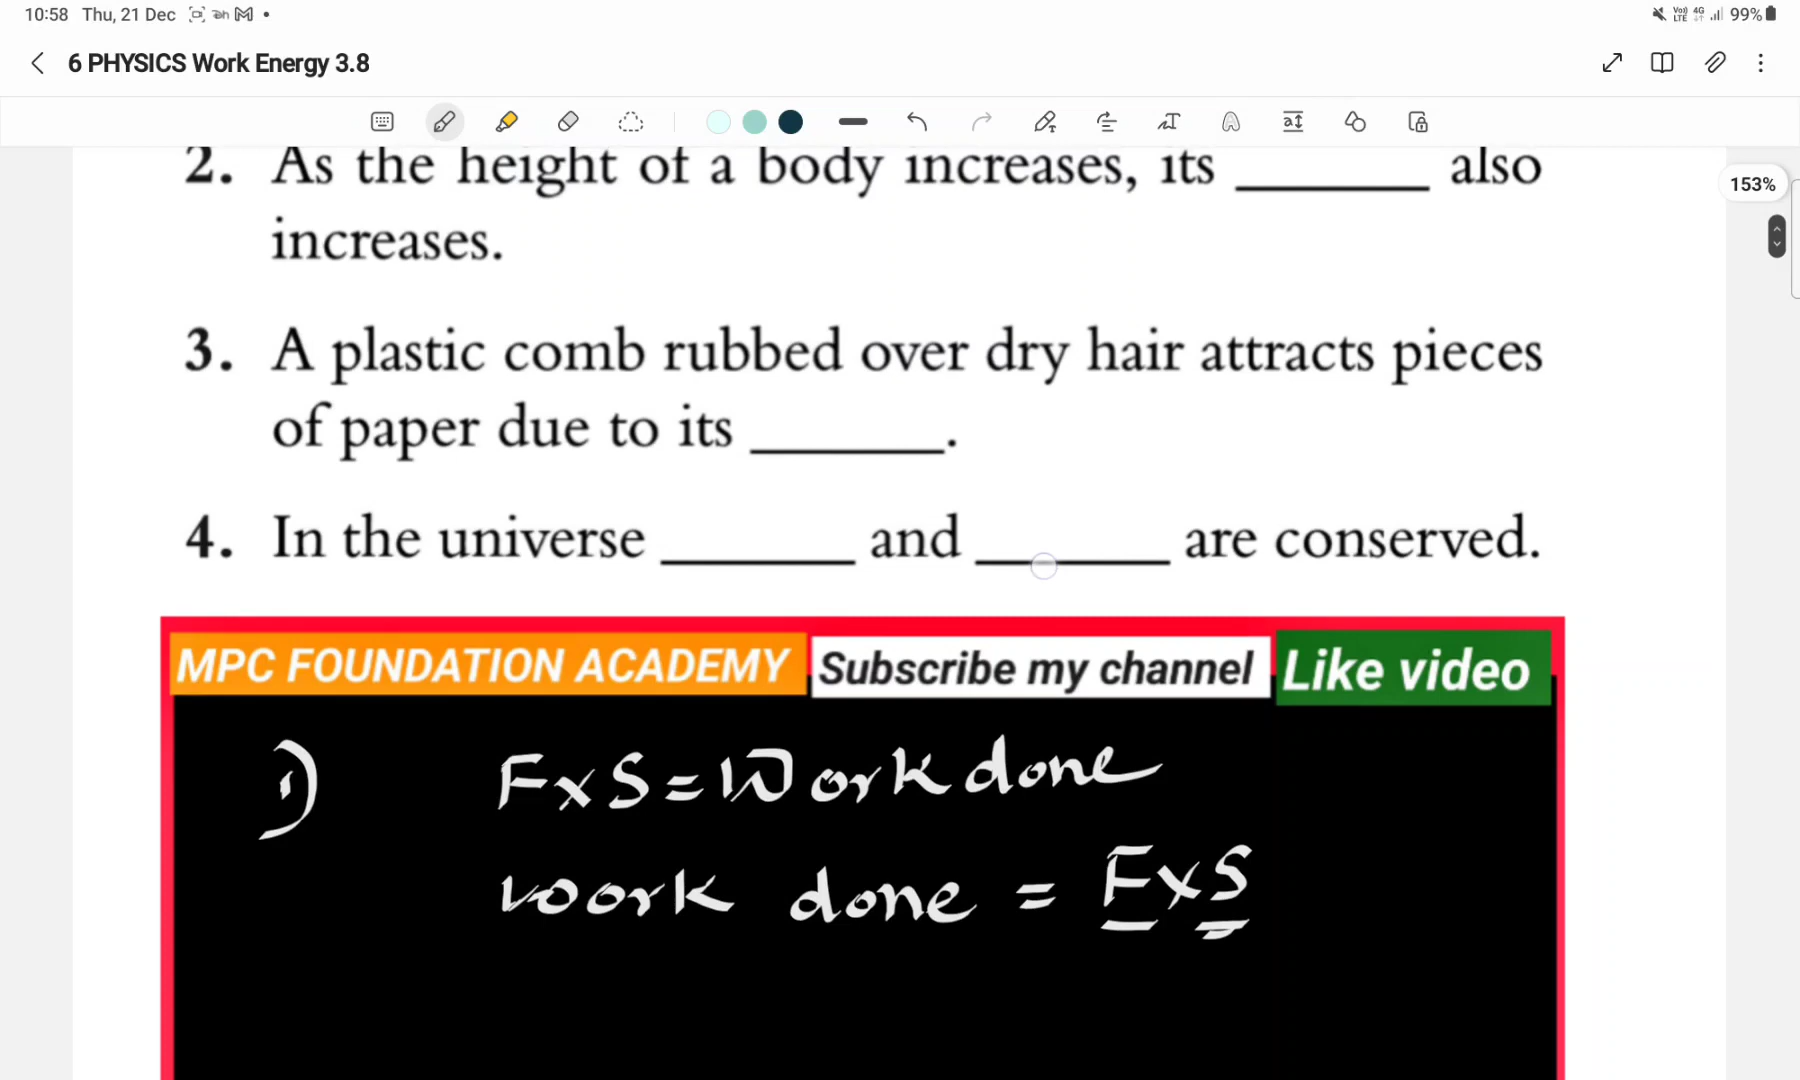 10:58 Thu, 21 Dec 99%
6 PHYSICS Work Energy 3.8
153%
2. As the height of a body increases, its ________ also
increases.
3. A plastic comb rubbed over dry hair attracts pieces
of paper due to its ________.
4. In the universe ________ and ________ are conserved.
MPC FOUNDATION ACADEMY Subscribe my channel Like video
1) F×S=Work done
work done = F×S